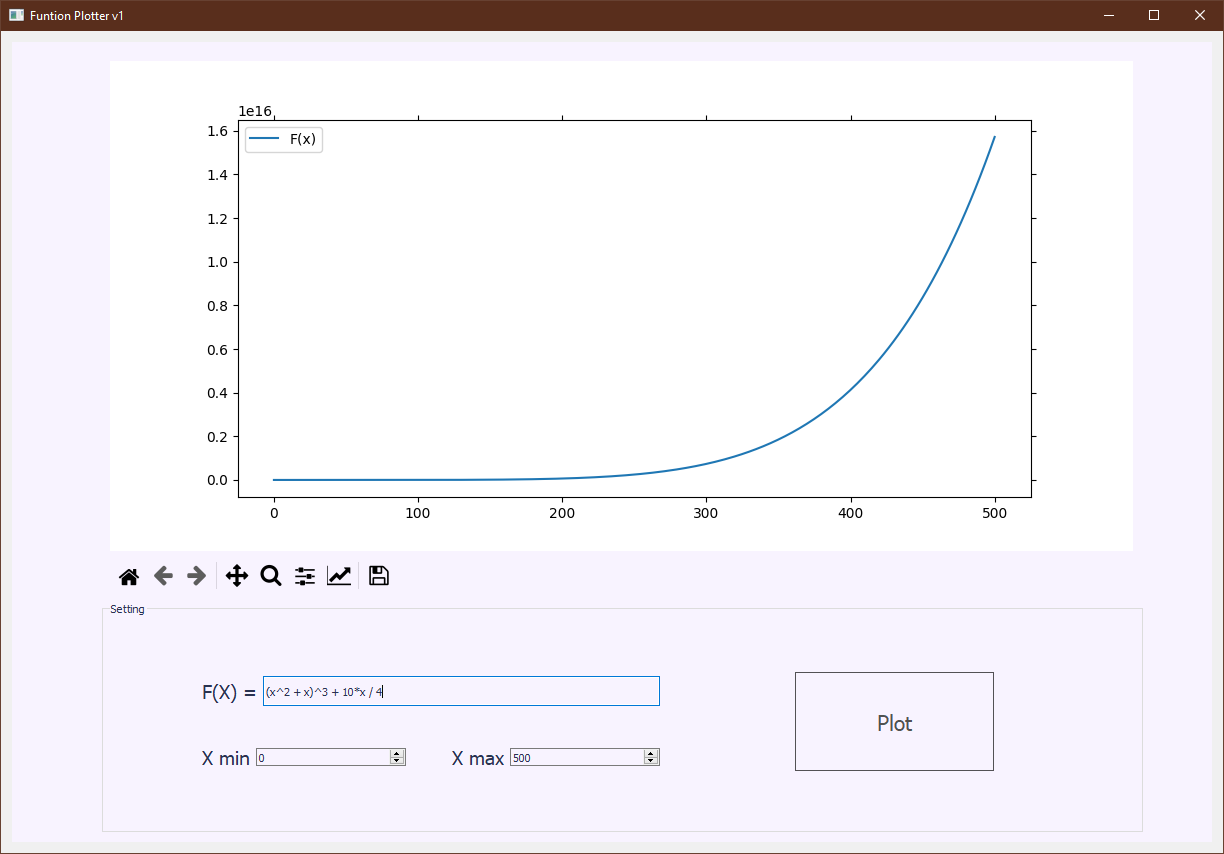 Funtion Plotter v1
1e16
F(x)
1.6
1.4
1.2
1.0
0.8
0.6
0.4
0.2
0.0
0 100 200 300 400 500
Setting
F(X) = (x^2 + x)^3 + 10*x / 4
Plot
X min 0 X max 500